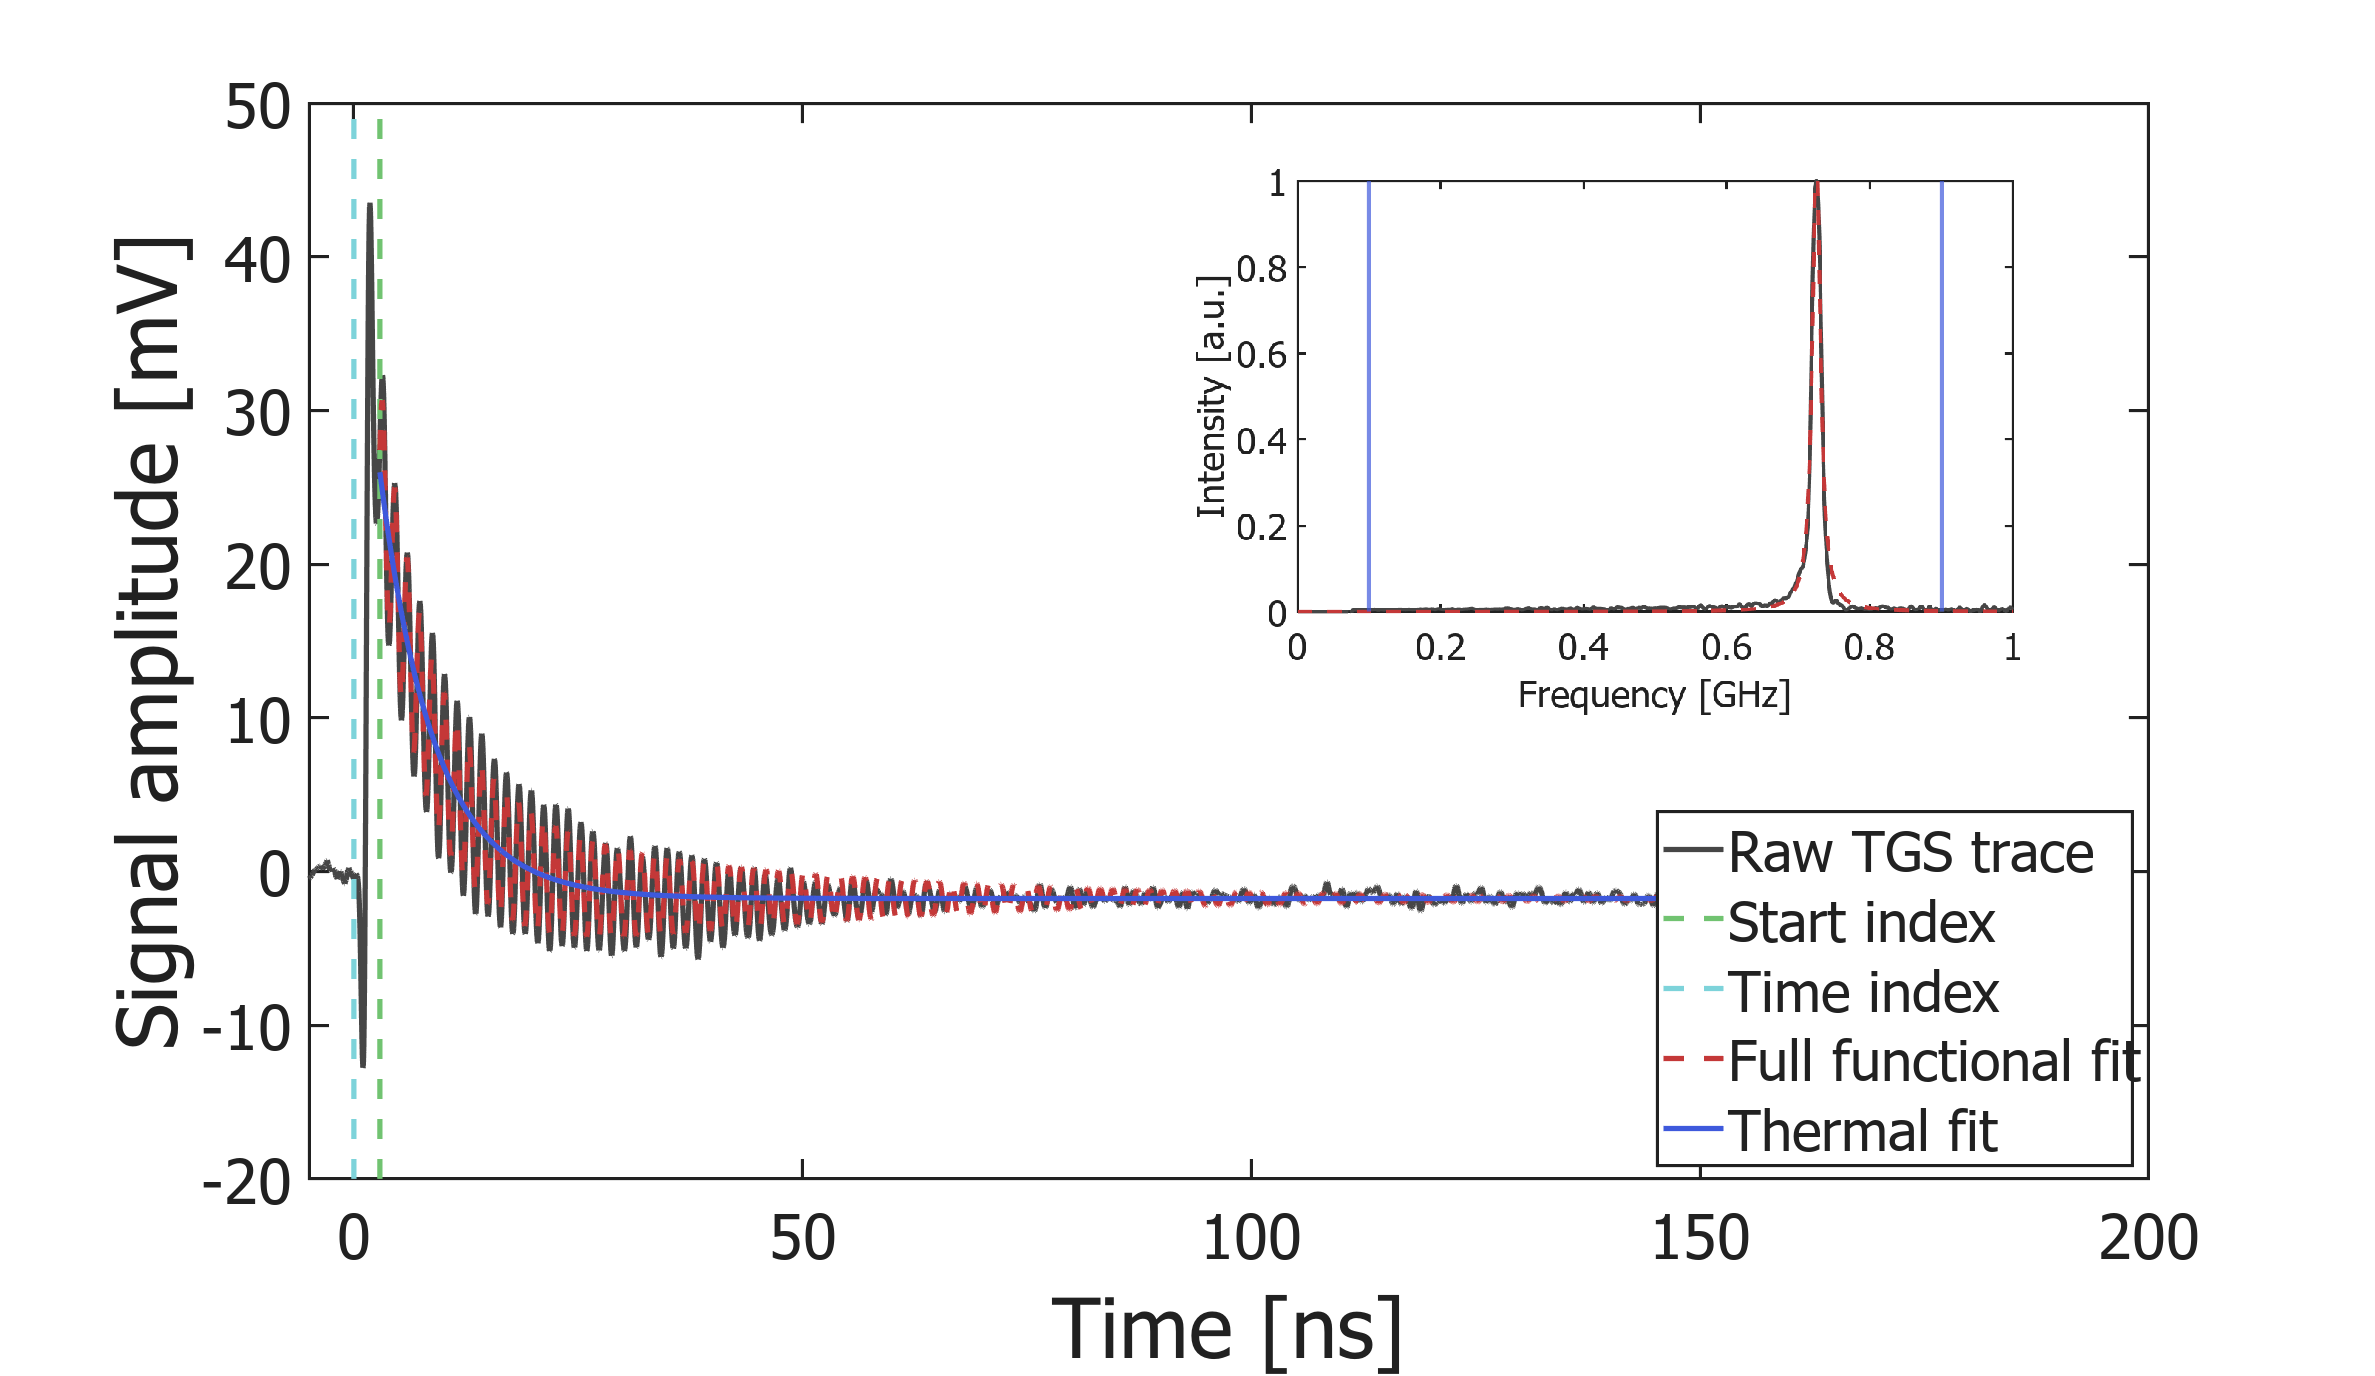 Signal amplitude [mV]
50
40
30
20
10
0
-10
-20
0
50
100
150
200
Time [ns]
Intensity [a.u.]
1
0.8
0.6
0.4
0.2
0
0
0.2
0.4
0.6
0.8
1
Frequency [GHz]
Raw TGS trace
Start index
Time index
Full functional fit
Thermal fit